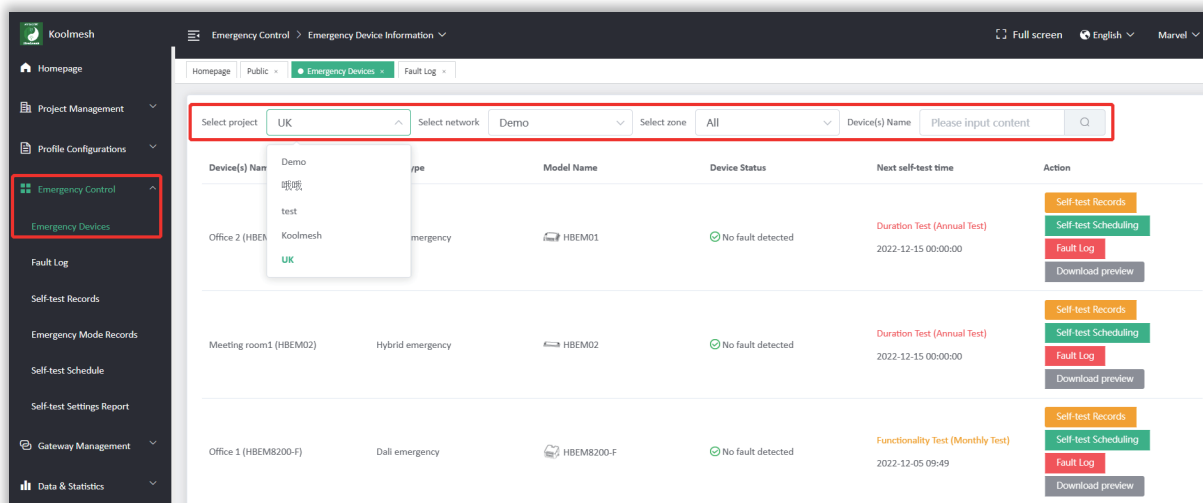 Koolmesh
Emergency Control > Emergency Device Information
Full screen
English
Marvel
Homepage
Homepage
Public ×
Emergency Devices ×
Fault Log ×
Project Management
Profile Configurations
Emergency Control
Emergency Devices
Fault Log
Self-test Records
Emergency Mode Records
Self-test Schedule
Self-test Settings Report
Gateway Management
Data & Statistics
Select project UK
Select network Demo
Select zone All
Device(s) Name Please input content
Demo
哦哦
test
Koolmesh
UK
Device(s) Nam
ype
Model Name
Device Status
Next self-test time
Action
Office 2 (HBEM
mergency
HBEM01
No fault detected
Duration Test (Annual Test)
2022-12-15 00:00:00
Self-test Records
Self-test Scheduling
Fault Log
Download preview
Meeting room1 (HBEM02)
Hybrid emergency
HBEM02
No fault detected
Duration Test (Annual Test)
2022-12-15 00:00:00
Self-test Records
Self-test Scheduling
Fault Log
Download preview
Office 1 (HBEM8200-F)
Dali emergency
HBEM8200-F
No fault detected
Functionality Test (Monthly Test)
2022-12-05 09:49
Self-test Records
Self-test Scheduling
Fault Log
Download preview